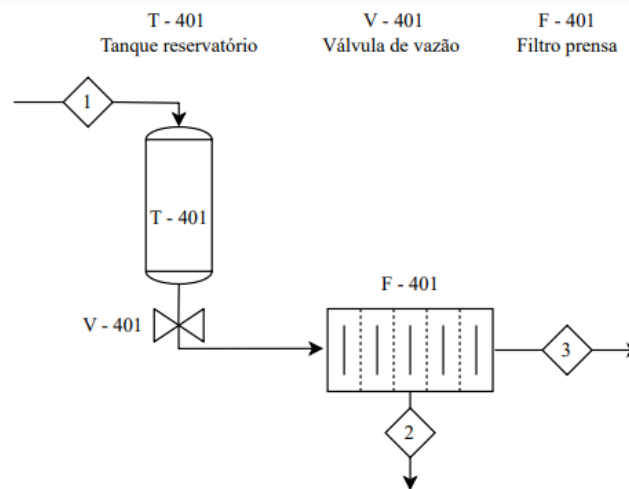 T - 401
Tanque reservatório
V - 401
Válvula de vazão
F - 401
Filtro prensa
1
T - 401
V - 401
F - 401
3
2